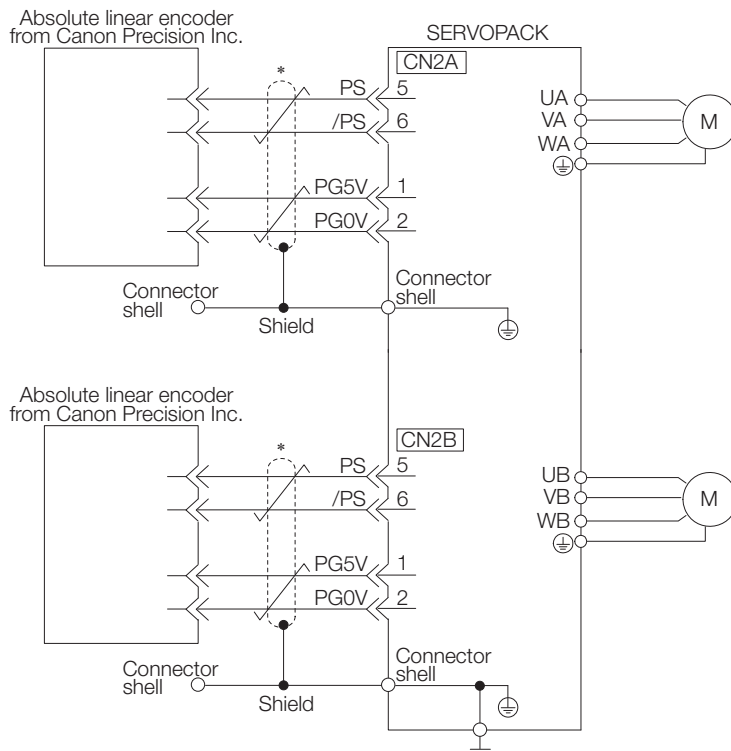 Absolute linear encoder
from Canon Precision Inc.
SERVOPACK
CN2A
*
PS
5
/PS
6
PG5V
1
PG0V
2
UA
VA
WA
M
Connector
shell
Connector
shell
Shield
Absolute linear encoder
from Canon Precision Inc.
CN2B
*
PS
5
/PS
6
PG5V
1
PG0V
2
UB
VB
WB
M
Connector
shell
Connector
shell
Shield